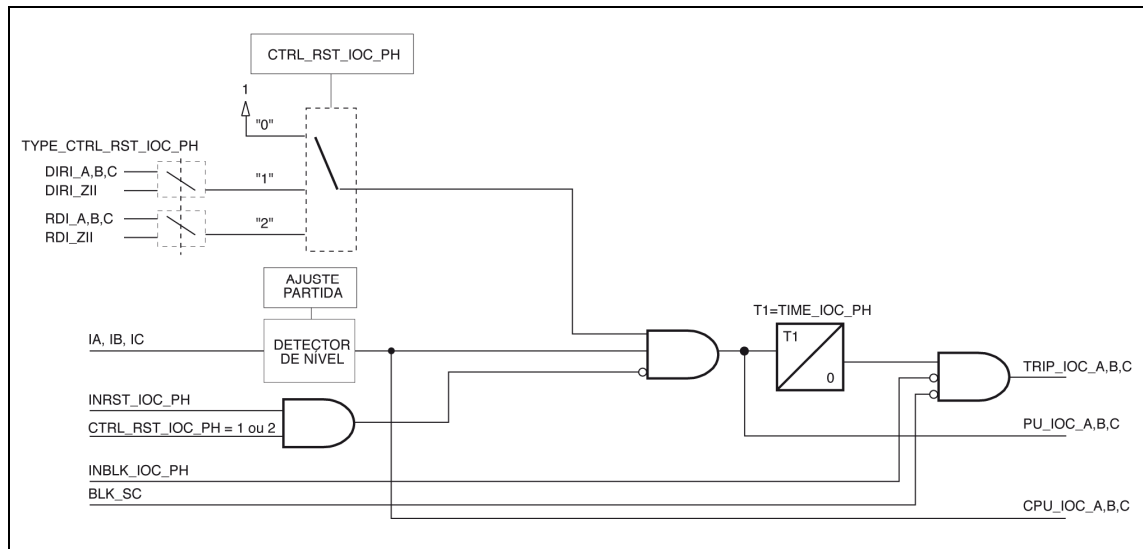 CTRL_RST_IOC_PH
1
"0"
TYPE_CTRL_RST_IOC_PH
DIRI_A,B,C
DIRI_ZII
"1"
RDI_A,B,C
RDI_ZII
"2"
AJUSTE
PARTIDA
IA, IB, IC
DETECTOR
DE NÍVEL
T1=TIME_IOC_PH
T1
0
TRIP_IOC_A,B,C
INRST_IOC_PH
CTRL_RST_IOC_PH = 1 ou 2
PU_IOC_A,B,C
INBLK_IOC_PH
BLK_SC
CPU_IOC_A,B,C